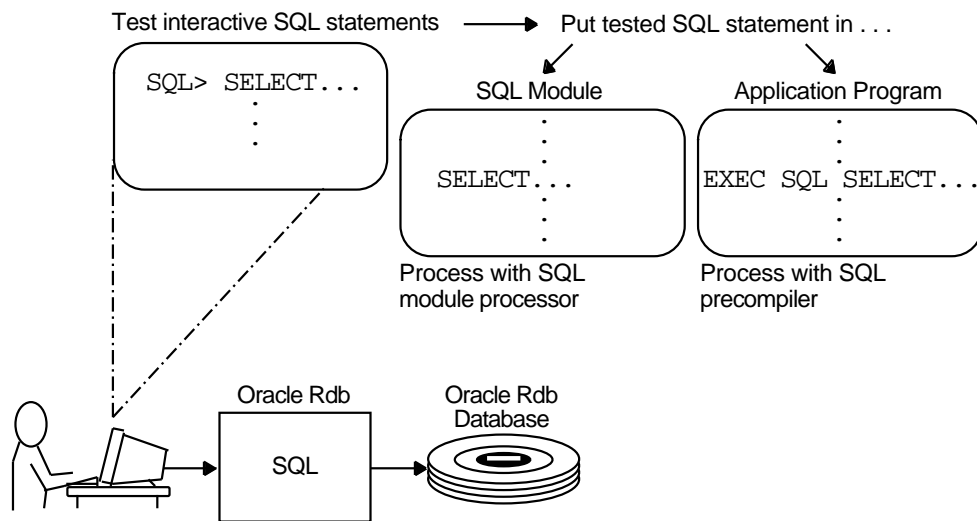 Test interactive SQL statements
Put tested SQL statement in . . .
SQL> SELECT...
.
.
.
SQL Module
.
.
.
SELECT...
.
.
.
Process with SQL
module processor
Application Program
.
.
.
EXEC SQL SELECT...
.
.
.
Process with SQL
precompiler
Oracle Rdb
SQL
Oracle Rdb
Database